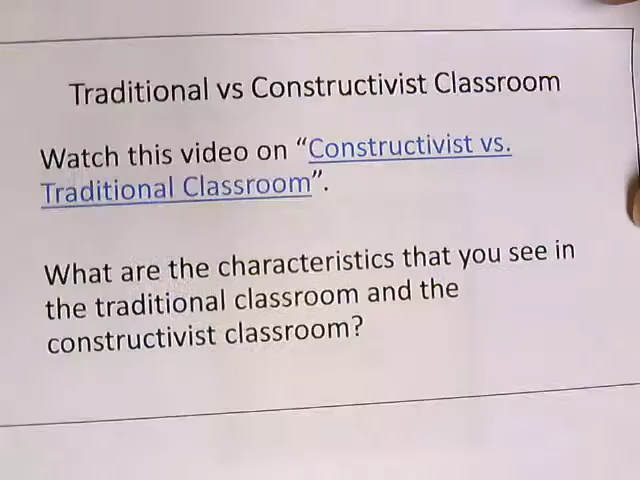 Traditional vs Constructivist Classroom
Watch this video on “Constructivist vs.
Traditional Classroom”.
What are the characteristics that you see in
the traditional classroom and the
constructivist classroom?